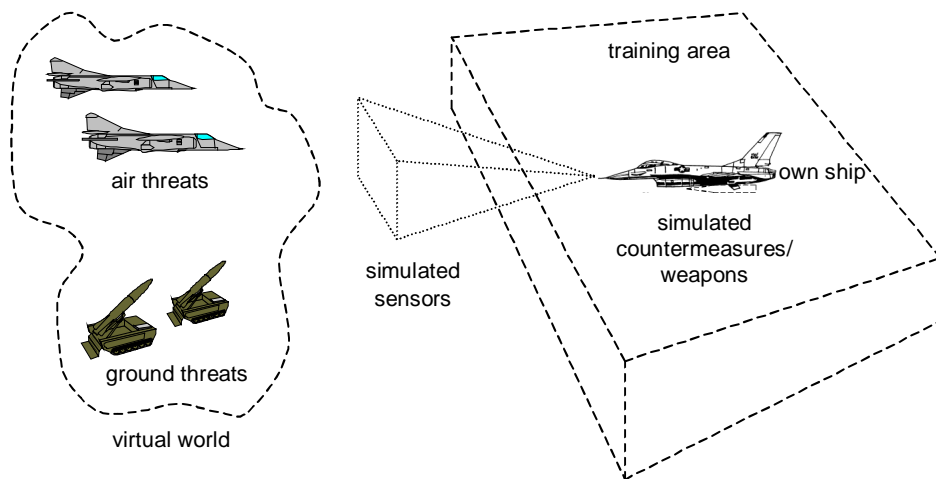 training area
air threats
own ship
simulated
countermeasures/
weapons
simulated
sensors
ground threats
virtual world